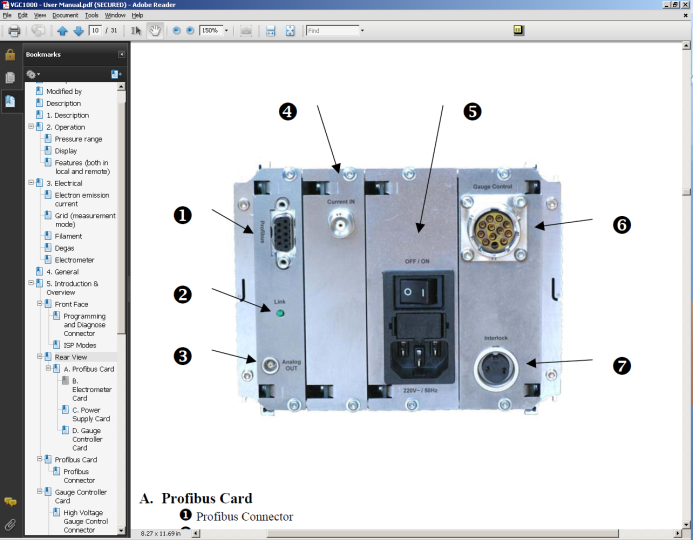 VGC1000 - User Manual.pdf (SECURED) - Adobe Reader
File Edit View Document Tools Window Help
10 / 31 150% Find
Bookmarks
Modified by
Description
1. Description
2. Operation
Pressure range
Display
Features (both in
local and remote)
3. Electrical
Electron emission
current
Grid (measurement
mode)
Filament
Degas
Electrometer
4. General
5. Introduction &
Overview
Front Face
Programming
and Diagnose
Connector
ISP Modes
Rear View
A. Profibus Card
B.
Electrometer
Card
C. Power
Supply Card
D. Gauge
Controller
Card
Profibus Card
Profibus
Connector
Gauge Controller
Card
High Voltage
Gauge Control
Connector
❹ ❺
❶ ❷ ❸
❻ ❼
Profibus
Link
Analog
OUT
Current IN
OFF / ON
O I
220V~ / 50Hz
Gauge Control
Interlock
A. Profibus Card
❶ Profibus Connector
8.27 x 11.69 in